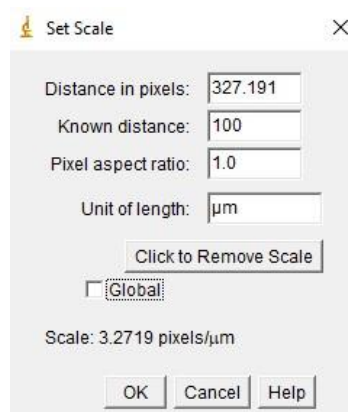 Set Scale
Distance in pixels: 327.191
Known distance: 100
Pixel aspect ratio: 1.0
Unit of length: µm
Click to Remove Scale
Global
Scale: 3.2719 pixels/µm
OK Cancel Help